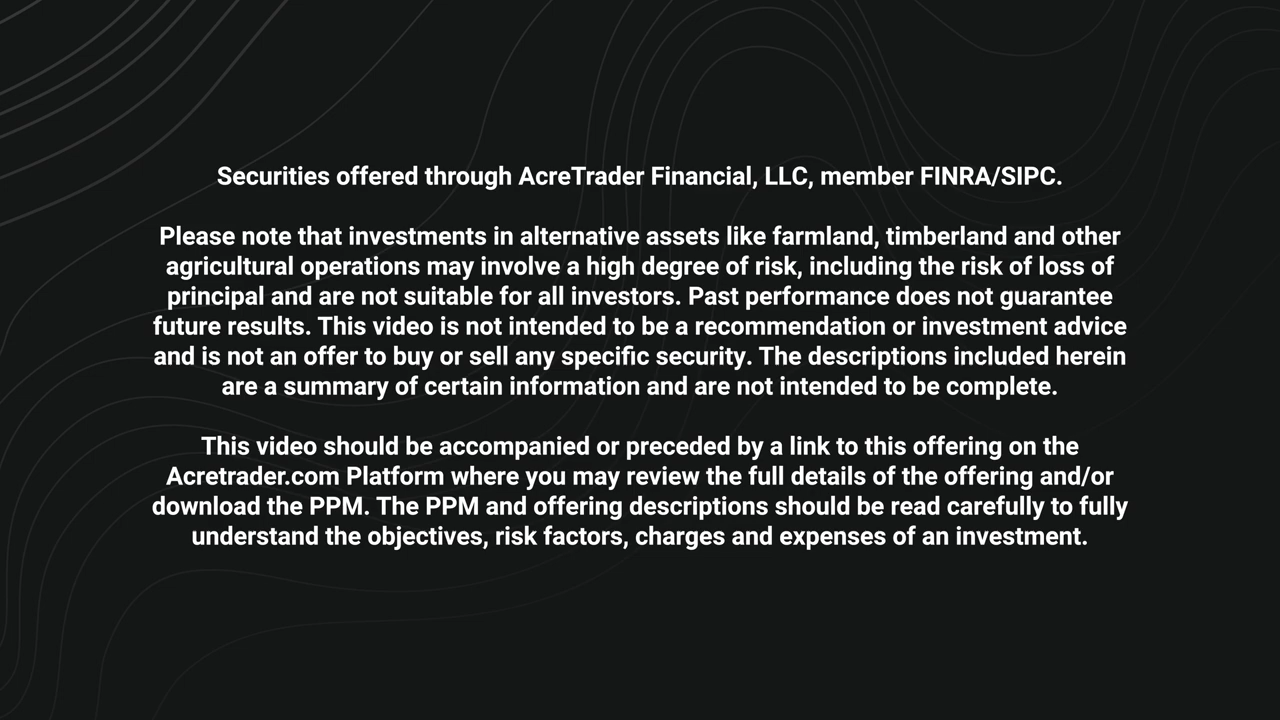 Securities offered through AcreTrader Financial, LLC, member FINRA/SIPC.
Please note that investments in alternative assets like farmland, timberland and other
agricultural operations may involve a high degree of risk, including the risk of loss of
principal and are not suitable for all investors. Past performance does not guarantee
future results. This video is not intended to be a recommendation or investment advice
and is not an offer to buy or sell any specific security. The descriptions included herein
are a summary of certain information and are not intended to be complete.
This video should be accompanied or preceded by a link to this offering on the
Acretrader.com Platform where you may review the full details of the offering and/or
download the PPM. The PPM and offering descriptions should be read carefully to fully
understand the objectives, risk factors, charges and expenses of an investment.